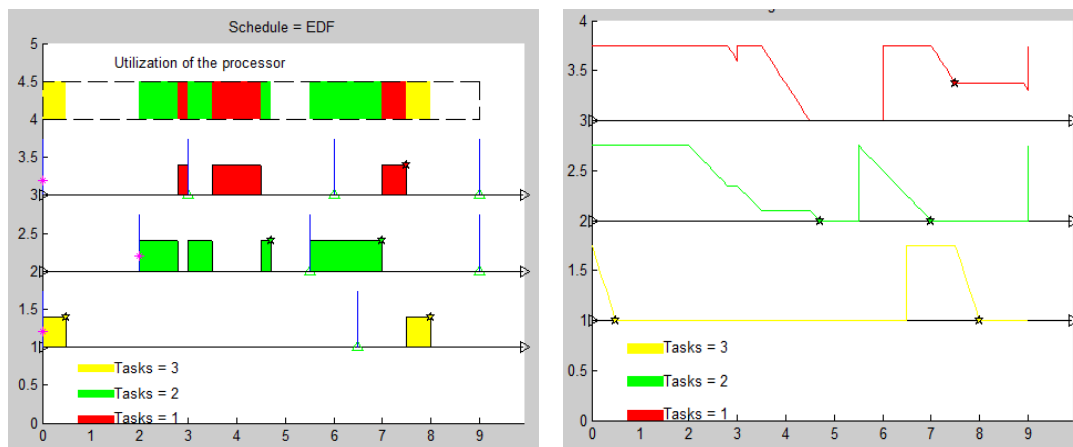 Schedule = EDF
5
Utilization of the processor
4.5
4
3.5
3
2.5
2
1.5
1
Tasks = 3
0.5
Tasks = 2
Tasks = 1
0
0 1 2 3 4 5 6 7 8 9
4
3.5
3
2.5
2
1.5
1
Tasks = 3
0.5
Tasks = 2
Tasks = 1
0
0 1 2 3 4 5 6 7 8 9